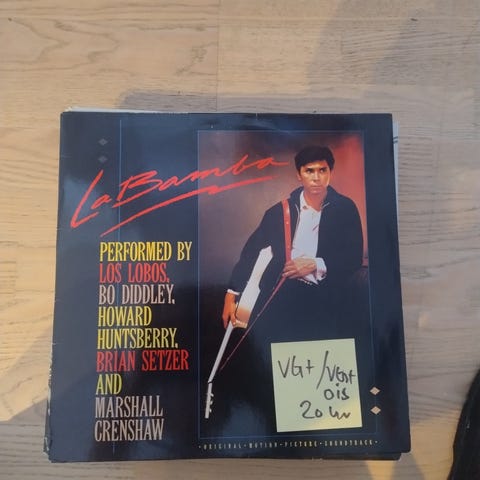 La Bamba
PERFORMED BY
LOS LOBOS,
BO DIDDLEY,
HOWARD
HUNTSBERRY,
BRIAN SETZER
AND
MARSHALL
CRENSHAW
VG+/VG+
OIS
20 kr
• ORIGINAL • MOTION • PICTURE • SOUNDTRACK •